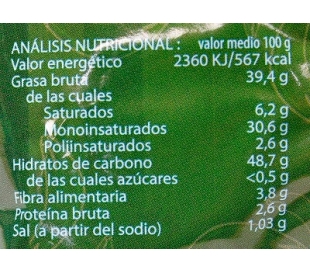 ANÁLISIS NUTRICIONAL: valor medio 100 g
Valor energético 2360 KJ/567 kcal
Grasa bruta 39,4 g
de las cuales
Saturados 6,2 g
Monoinsaturados 30,6 g
Poliinsaturados 2,6 g
Hidratos de carbono 48,7 g
de las cuales azúcares <0,5 g
Fibra alimentaria 3,8 g
Proteína bruta 2,6 g
Sal (a partir del sodio) 1,03 g